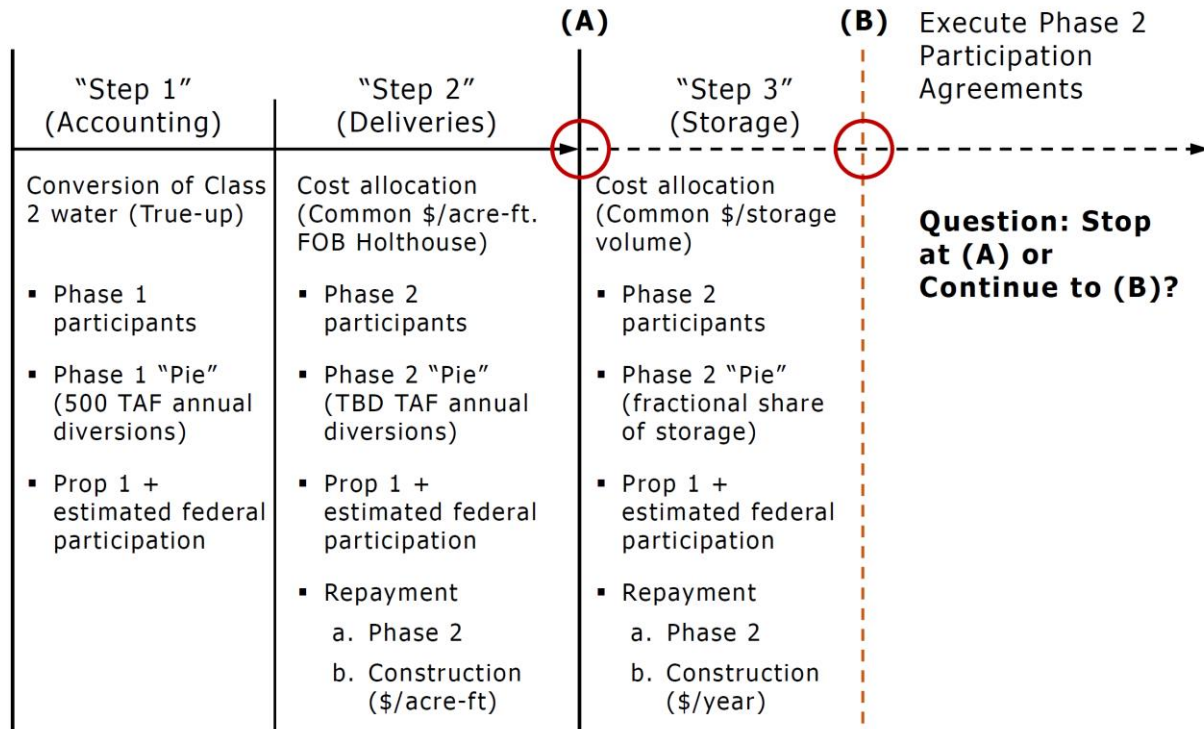 (A)
(B)
Execute Phase 2
Participation
Agreements
“Step 1”
(Accounting)
“Step 2”
(Deliveries)
“Step 3”
(Storage)
Conversion of Class
2 water (True-up)
▪ Phase 1
participants
▪ Phase 1 “Pie”
(500 TAF annual
diversions)
▪ Prop 1 +
estimated federal
participation
Cost allocation
(Common $/acre-ft.
FOB Holthouse)
▪ Phase 2
participants
▪ Phase 2 “Pie”
(TBD TAF annual
diversions)
▪ Prop 1 +
estimated federal
participation
▪ Repayment
a. Phase 2
b. Construction
($/acre-ft)
Cost allocation
(Common $/storage
volume)
▪ Phase 2
participants
▪ Phase 2 “Pie”
(fractional share
of storage)
▪ Prop 1 +
estimated federal
participation
▪ Repayment
a. Phase 2
b. Construction
($/year)
Question: Stop
at (A) or
Continue to (B)?